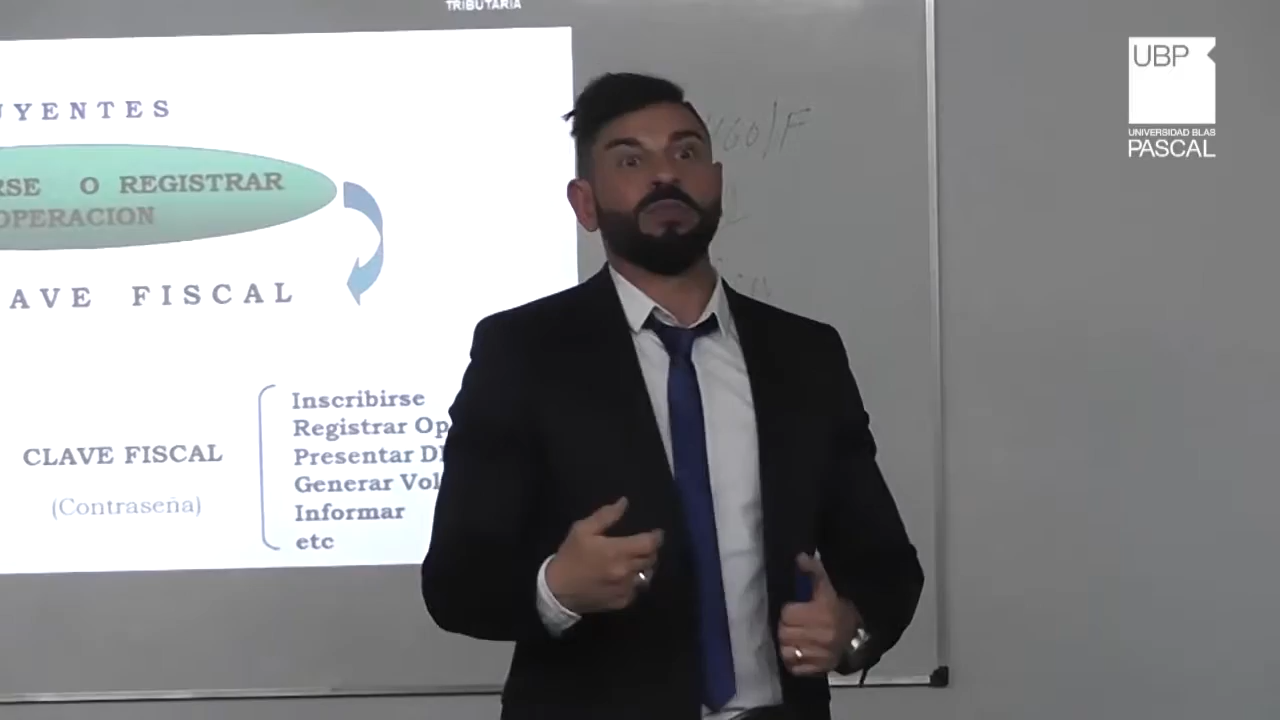 TRIBUTARIA
UYENTES
RSE O REGISTRAR
OPERACION
AVE FISCAL
Inscribirse
Registrar Op
CLAVE FISCAL
Presentar
Generar Vol
(Contraseña)
Informar
etc
UBP
UNIVERSIDAD BLAS
PASCAL